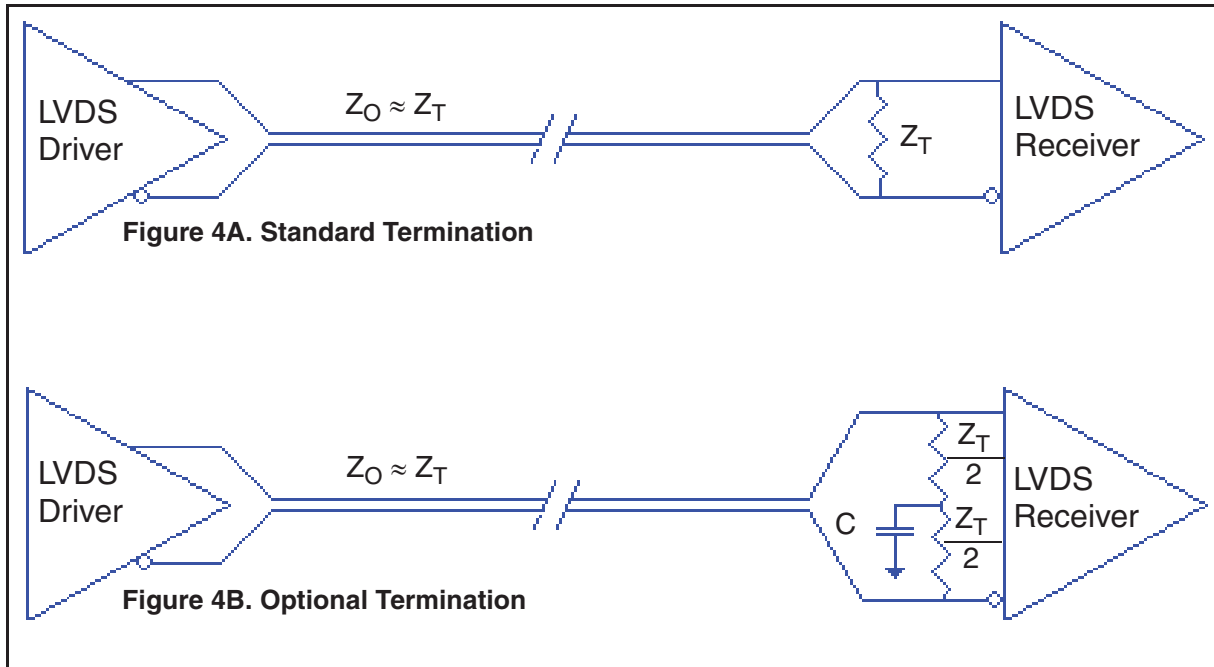 LVDS
Driver
Z_O ≈ Z_T
Z_T
LVDS
Receiver
Figure 4A. Standard Termination
LVDS
Driver
Z_O ≈ Z_T
C
Z_T
2
Z_T
2
LVDS
Receiver
Figure 4B. Optional Termination